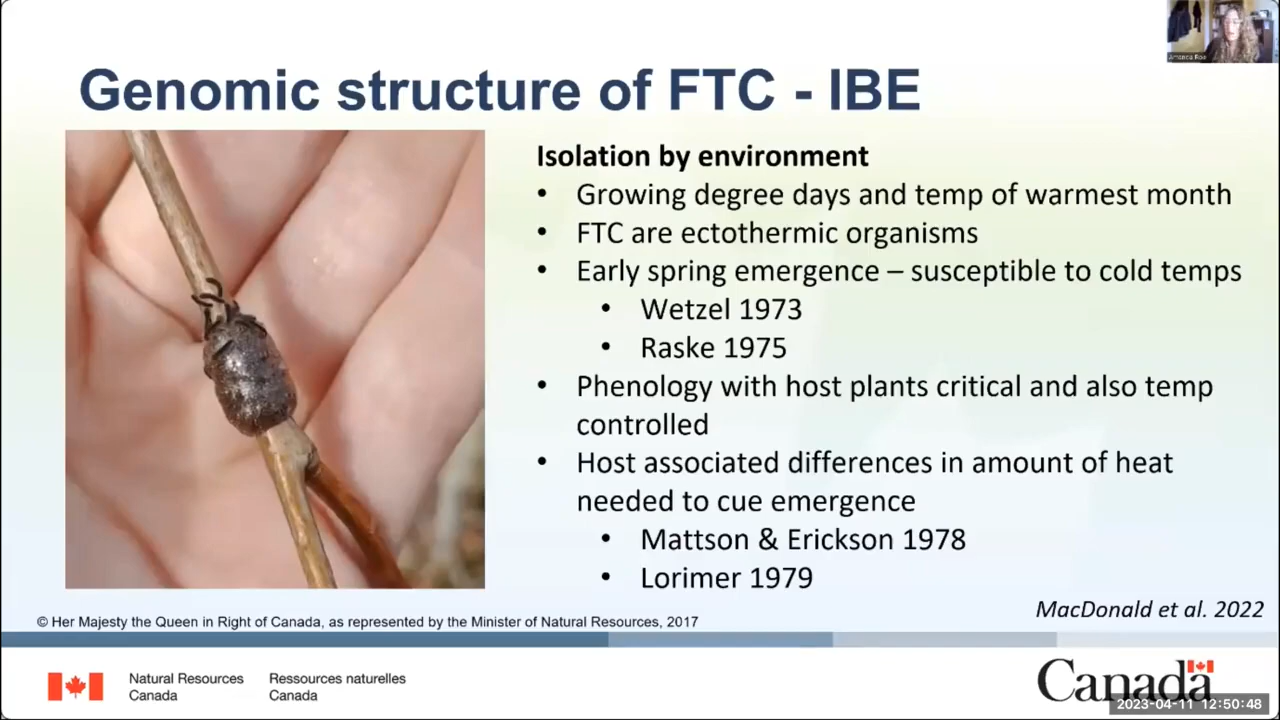 Amanda Roe
Genomic structure of FTC - IBE
Isolation by environment
• Growing degree days and temp of warmest month
• FTC are ectothermic organisms
• Early spring emergence – susceptible to cold temps
• Wetzel 1973
• Raske 1975
• Phenology with host plants critical and also temp
controlled
• Host associated differences in amount of heat
needed to cue emergence
• Mattson & Erickson 1978
• Lorimer 1979
MacDonald et al. 2022
© Her Majesty the Queen in Right of Canada, as represented by the Minister of Natural Resources, 2017
Natural Resources
Canada
Ressources naturelles
Canada
Canada
2023-04-11 12:50:48